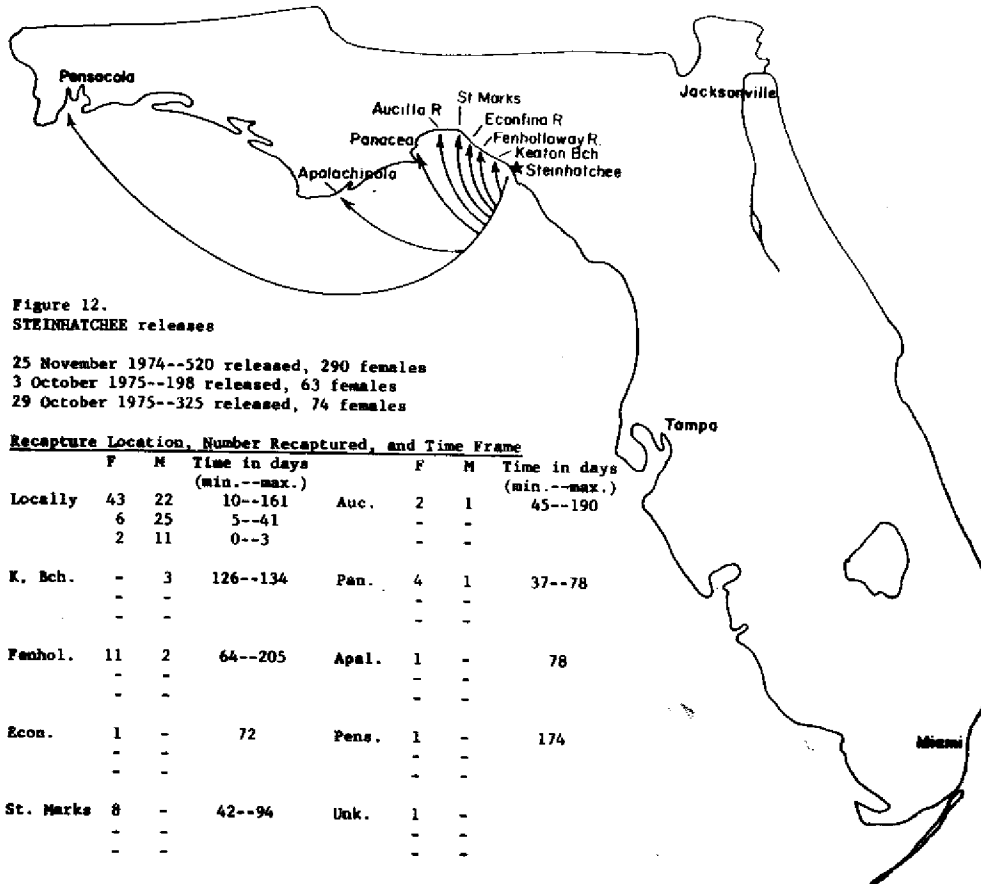 Pensacola
Jacksonville
St Marks
Aucilla R
Econfina R
Panacea
Fenholloway R.
Keaton Bch
Apalachicola
Steinhatchee
Figure 12.
STEINHATCHEE releases
25 November 1974--520 released, 290 females
3 October 1975--198 released, 63 females
29 October 1975--325 released, 74 females
Tampa
Recapture Location, Number Recaptured, and Time Frame
F M Time in days F M Time in days
(min.--max.) (min.--max.)
Locally 43 22 10--161 Auc. 2 1 45--190
6 25 5--41 - -
2 11 0--3 - -
K. Bch. - 3 126--134 Pan. 4 1 37--78
- - - -
- - - -
Fenhol. 11 2 64--205 Apal. 1 - 78
- - - -
- - - -
Econ. 1 - 72 Pens. 1 - 174
- - - -
- - - -
Miami
St. Marks 8 - 42--94 Unk. 1 -
- - - -
- - - -